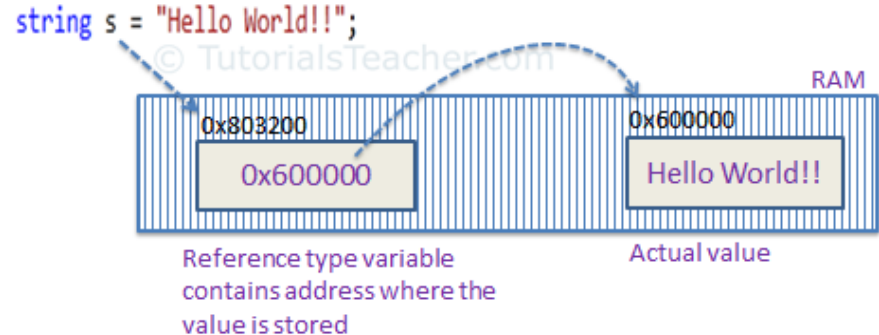 string s = "Hello World!!";
© TutorialsTeacher.com
RAM
0x803200
0x600000
0x600000
Hello World!!
Reference type variable
contains address where the
value is stored
Actual value